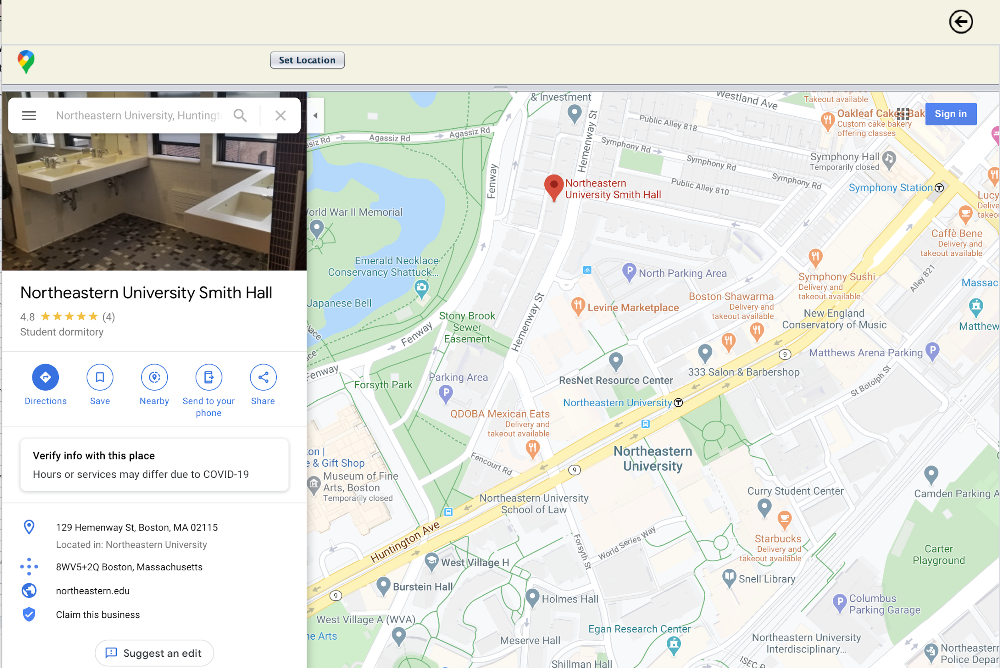 Set Location
Northeastern University, Huntingt
Sign in
Northeastern University Smith Hall
4.8
(4)
Student dormitory
Directions
Save
Nearby
Send to your
phone
Share
Verify info with this place
Hours or services may differ due to COVID-19
129 Hemenway St, Boston, MA 02115
Located in: Northeastern University
8WV5+2Q Boston, Massachusetts
northeastern.edu
Claim this business
Suggest an edit
& Investment
Westland Ave
Takeout available
Oakleaf Cakes Bak
Custom cake bakery
offering classes
Public Alley 818
Hemenway St
Agassiz Rd
Agassiz Rd
ssiz Rd
Symphony Rd
Symphony Rd
Symphony Rd
Symphony Hall
Temporarily closed
Fenway
Northeastern
University Smith Hall
Public Alley 810
Symphony Station
Lucy
Delive
takeou
World War II Memorial
Caffè Bene
Delivery and
takeout available
Emerald Necklace
Conservancy Shattuck...
North Parking Area
Symphony Sushi
Delivery and
takeout available
Alley 821
Massac
Japanese Bell
Levine Marketplace
Boston Shawarma
Delivery and
takeout available
Stony Brook
Sewer
Easement
Hemenway St
New England
Conservatory of Music
Matthew
Fenway
lace
ace
Fenway
9
Matthews Arena Parking
333 Salon & Barbershop
Parking Area
Forsyth Park
ResNet Resource Center
St Botolph St
Northeastern University
QDOBA Mexican Eats
Delivery and
takeout available
Northeastern
University
ton |
e & Gift Shop
Museum of Fine
Arts, Boston
Temporarily closed
Fencourt Rd
9
Northeastern University
School of Law
Curry Student Center
Camden Parking A
Huntington Ave
Forsyth St
World Series Way
Starbucks
Delivery and
takeout available
Carter
Playground
West Village H
Burstein Hall
9
Snell Library
Holmes Hall
Columbus
Parking Garage
West Village A (WVA)
ne Arts
Egan Research Center
Meserve Hall
Northeastern University
Interdisciplinary...
Northeastern
Police Depar
Shillman Hall
ISEC P